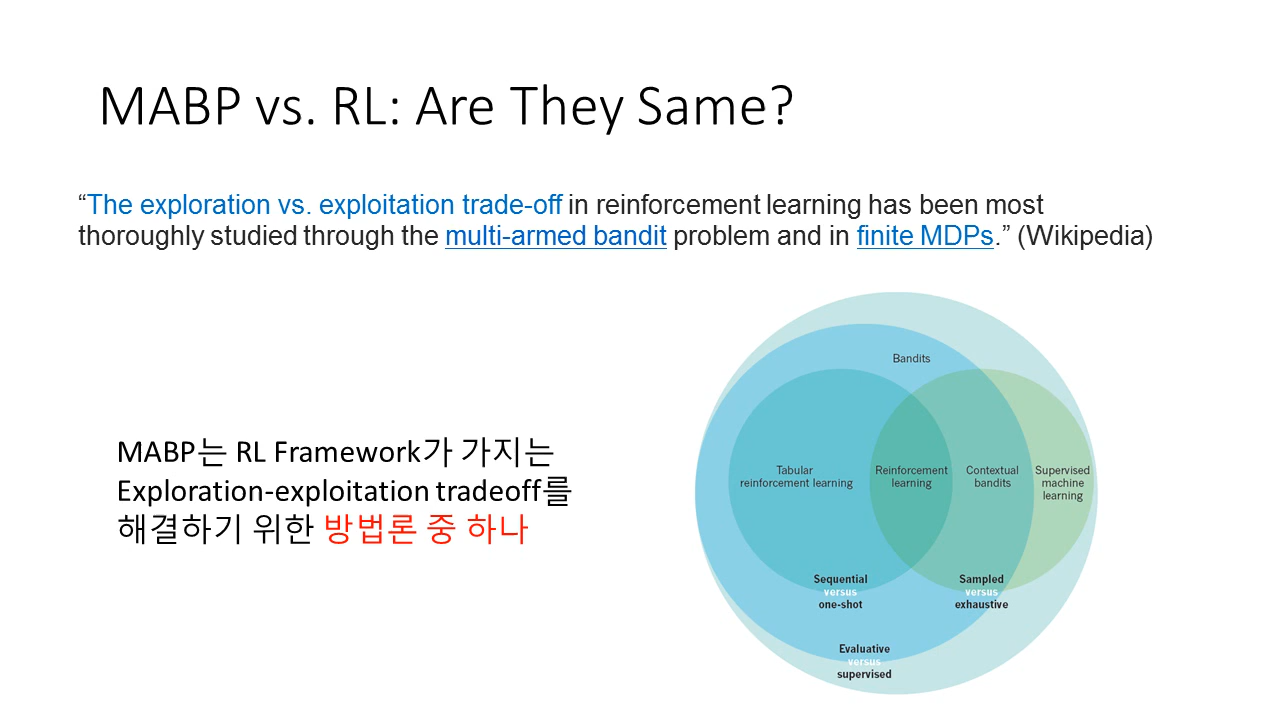 MABP vs. RL: Are They Same?
“The exploration vs. exploitation trade-off in reinforcement learning has been most
thoroughly studied through the multi-armed bandit problem and in finite MDPs.” (Wikipedia)
MABP는 RL Framework가 가지는
Exploration-exploitation tradeoff를
해결하기 위한 방법론 중 하나
Bandits
Tabular
reinforcement learning
Reinforcement
learning
Contextual
bandits
Supervised
machine
learning
Sequential
versus
one-shot
Sampled
versus
exhaustive
Evaluative
versus
supervised